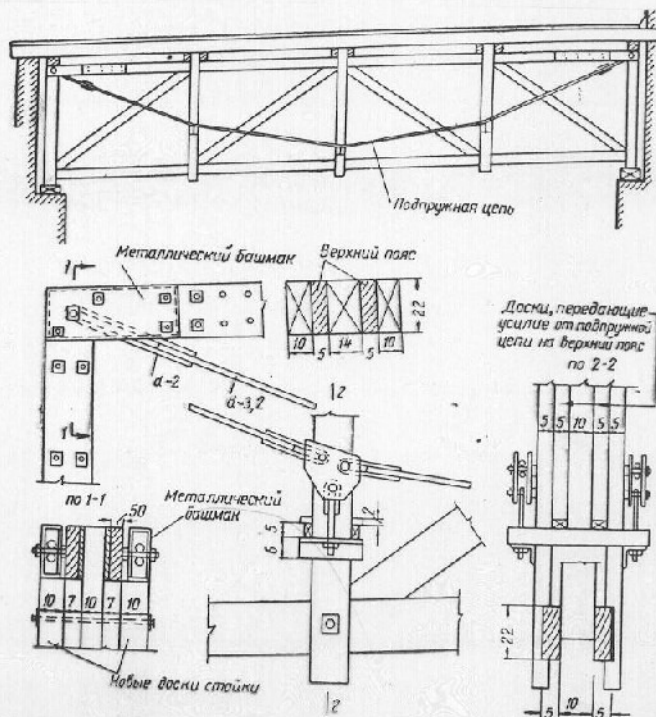 Подпружная цепь
1
Металлический башмак
Верхний пояс
22
10 5 14 5 10
Доски, передающие
усилие от подпружной
цепи на верхний пояс
по 2-2
d-2
d-3,2
1
2
5 5 10 5 5
по 1-1
Металлический
башмак
50
2
5
6
10 7 10 7 10
22
Новые доски стойки
2
5 10 5